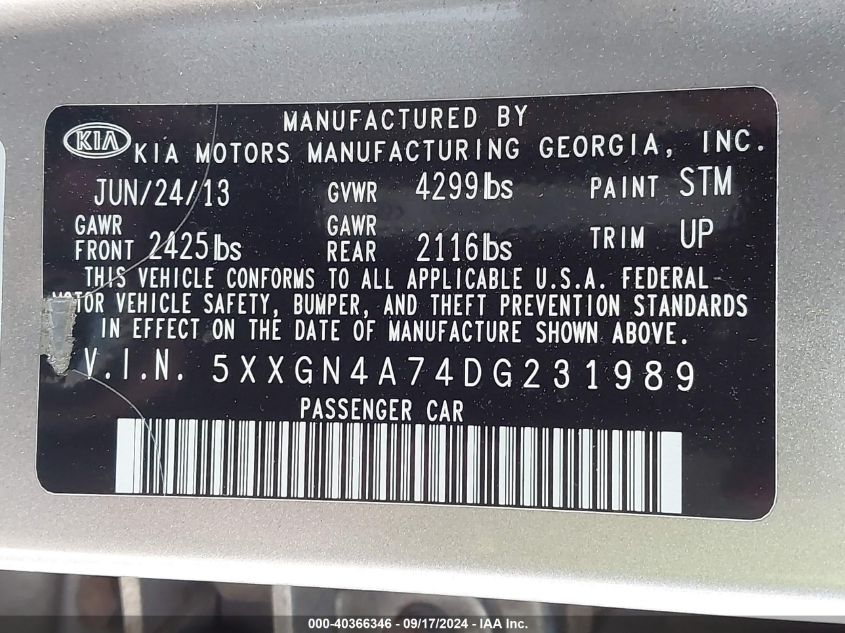 KIA
MANUFACTURED BY
KIA MOTORS MANUFACTURING GEORGIA, INC.
JUN/24/13 GVWR 4299lbs PAINT STM
GAWR FRONT 2425lbs GAWR REAR 2116lbs TRIM UP
THIS VEHICLE CONFORMS TO ALL APPLICABLE U.S.A. FEDERAL
MOTOR VEHICLE SAFETY, BUMPER, AND THEFT PREVENTION STANDARDS
IN EFFECT ON THE DATE OF MANUFACTURE SHOWN ABOVE.
V.I.N. 5XXGN4A74DG231989
PASSENGER CAR
000-40366346 - 09/17/2024 - IAA Inc.